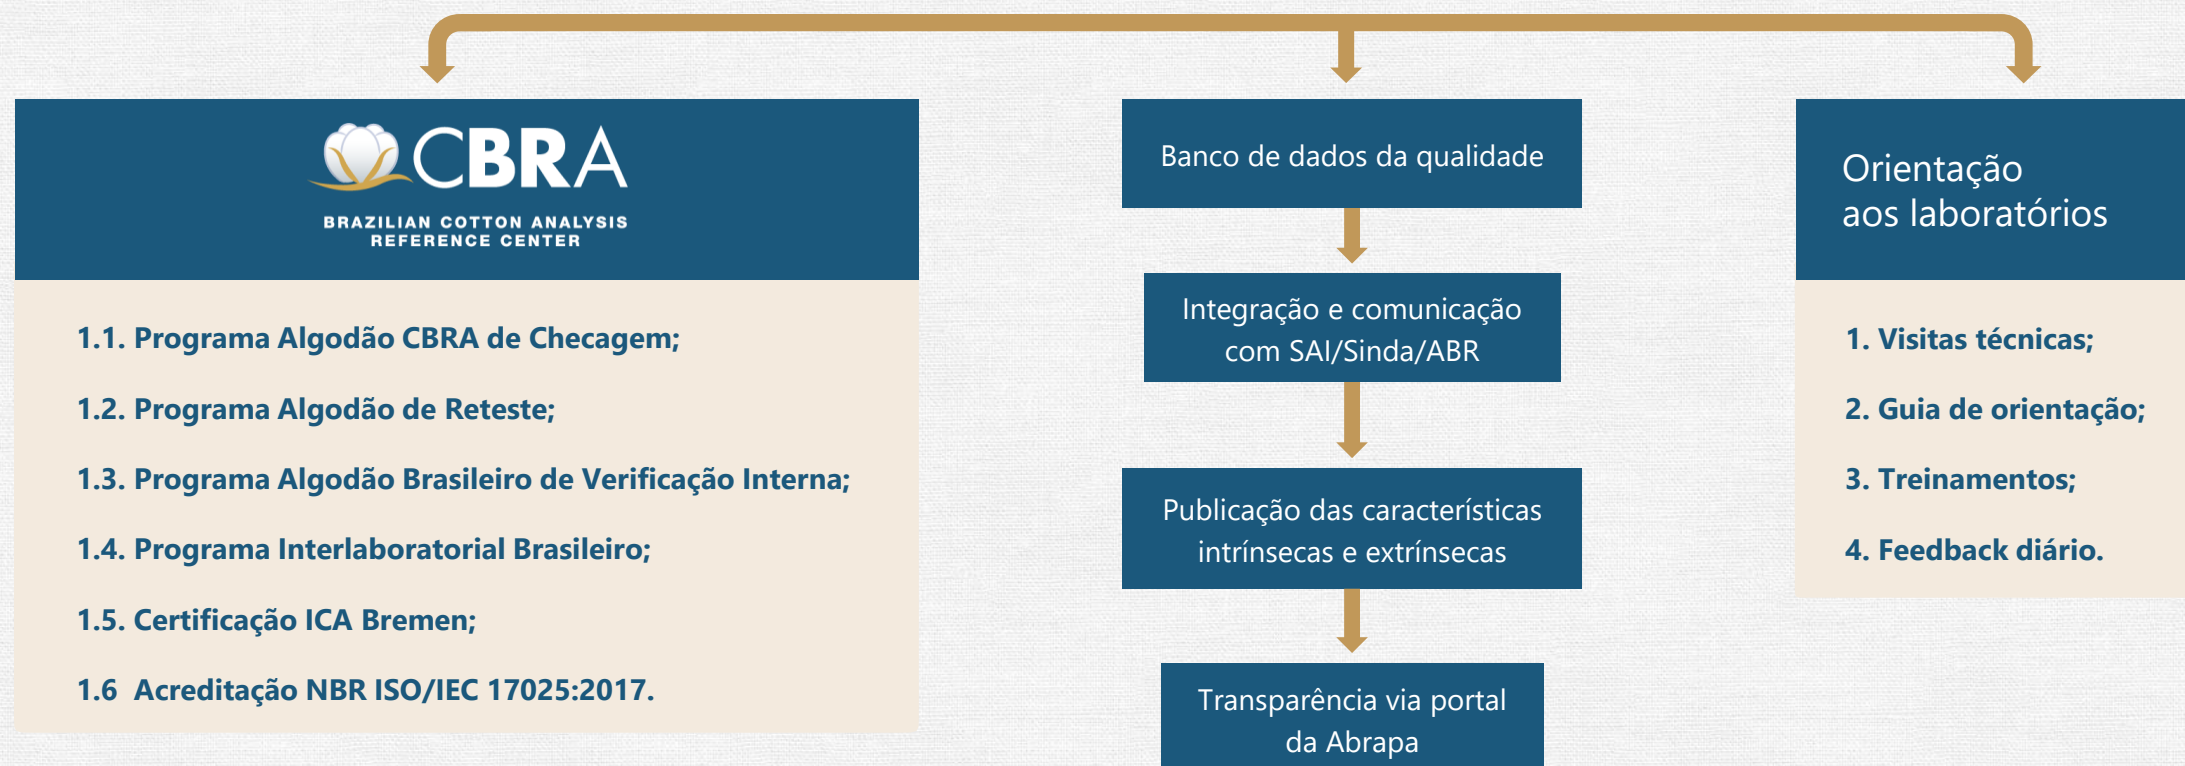 CBRA
BRAZILIAN COTTON ANALYSIS
REFERENCE CENTER
1.1. Programa Algodão CBRA de Checagem;
1.2. Programa Algodão de Reteste;
1.3. Programa Algodão Brasileiro de Verificação Interna;
1.4. Programa Interlaboratorial Brasileiro;
1.5. Certificação ICA Bremen;
1.6 Acreditação NBR ISO/IEC 17025:2017.
Banco de dados da qualidade
Integração e comunicação
com SAI/Sinda/ABR
Publicação das características
intrínsecas e extrínsecas
Transparência via portal
da Abrapa
Orientação
aos laboratórios
1. Visitas técnicas;
2. Guia de orientação;
3. Treinamentos;
4. Feedback diário.